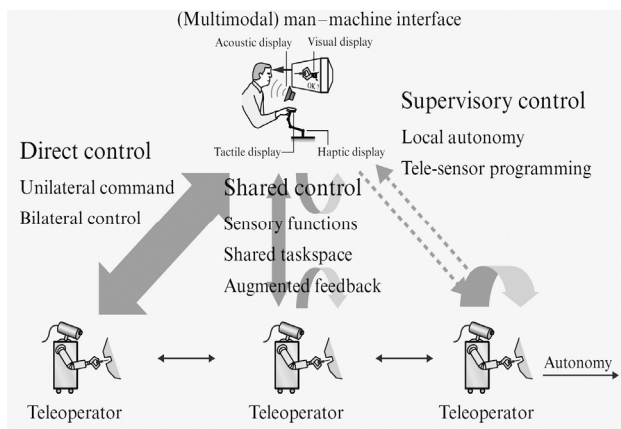 (Multimodal) man–machine interface
Acoustic display
Visual display
OK?
Tactile display
Haptic display
Supervisory control
Local autonomy
Tele-sensor programming
Direct control
Unilateral command
Bilateral control
Shared control
Sensory functions
Shared taskspace
Augmented feedback
Autonomy
Teleoperator
Teleoperator
Teleoperator